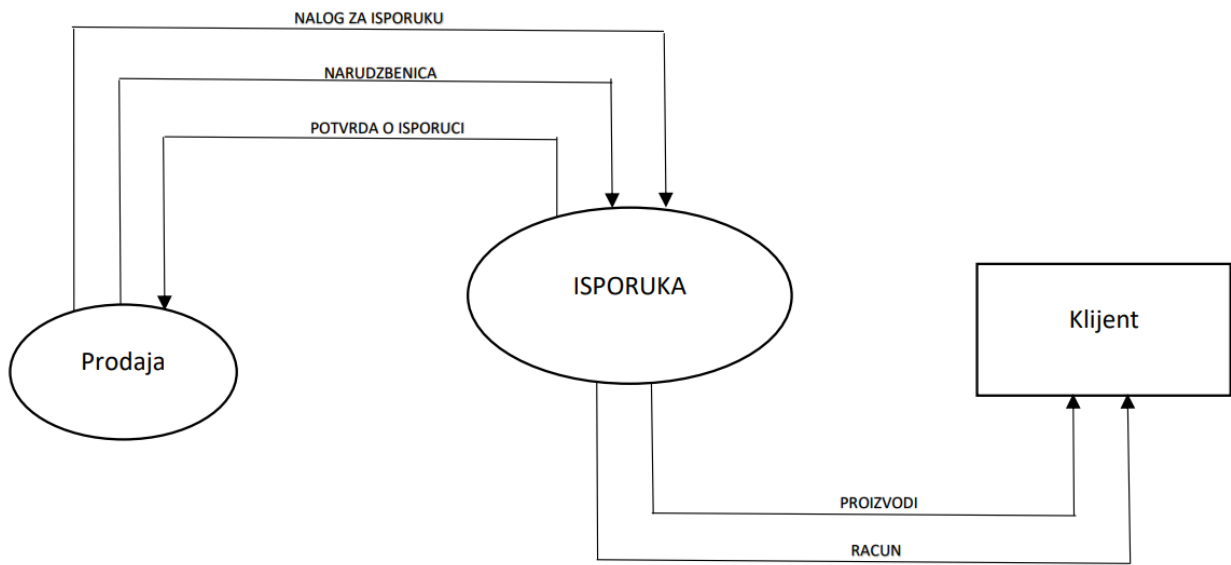 NALOG ZA ISPORUKU
NARUDZBENICA
POTVRDA O ISPORUCI
ISPORUKA
Klijent
Prodaja
PROIZVODI
RACUN